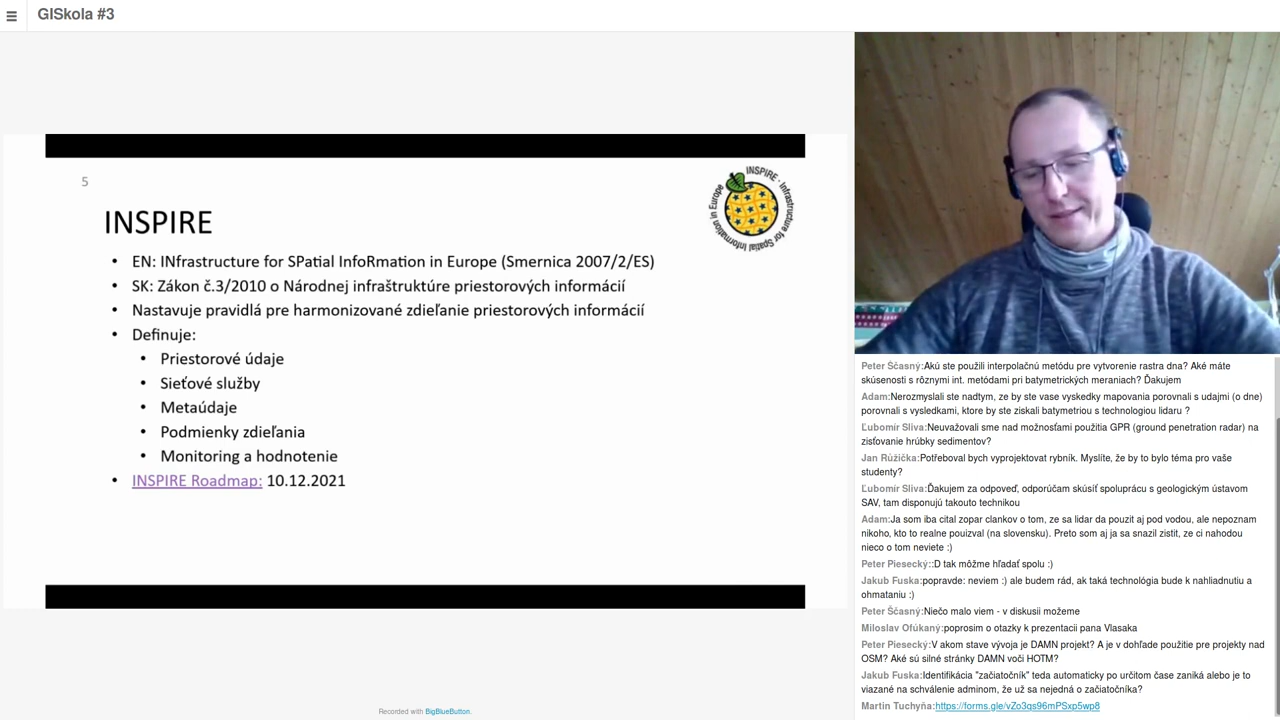 GISkola #3
5
INSPIRE
INSPIRE - Infrastructure for Spatial Information in Europe
• EN: INfrastructure for SPatial InfoRmation in Europe (Smernica 2007/2/ES)
• SK: Zákon č.3/2010 o Národnej infraštruktúre priestorových informácií
• Nastavuje pravidlá pre harmonizované zdieľanie priestorových informácií
• Definuje:
• Priestorové údaje
• Sieťové služby
• Metaúdaje
• Podmienky zdieľania
• Monitoring a hodnotenie
• INSPIRE Roadmap: 10.12.2021
Recorded with BigBlueButton.
Peter Ščasný:Akú ste použili interpolačnú metódu pre vytvorenie rastra dna? Aké máte
skúsenosti s rôznymi int. metódami pri batymetrických meraniach? Ďakujem
Adam:Nerozmyslali ste nadtym, ze by ste vase vyskedky mapovania porovnali s udajmi (o dne)
porovnali s vysledkami, ktore by ste ziskali batymetriou s technologiou lidaru ?
Ľubomír Sliva:Neuvažovali sme nad možnosťami použitia GPR (ground penetration radar) na
zisťovanie hrúbky sedimentov?
Jan Růžička:Potřeboval bych vyprojektovat rybník. Myslíte, že by to bylo téma pro vaše
studenty?
Ľubomír Sliva:Ďakujem za odpoveď, odporúčam skúsíť spoluprácu s geologickým ústavom
SAV, tam disponujú takouto technikou
Adam:Ja som iba cital zopar clankov o tom, ze sa lidar da pouzit aj pod vodou, ale nepoznam
nikoho, kto to realne pouizval (na slovensku). Preto som aj ja sa snazil zistit, ze ci nahodou
nieco o tom neviete :)
Peter Piesecký::D tak môžme hľadať spolu :)
Jakub Fuska:popravde: neviem :) ale budem rád, ak taká technológia bude k nahliadnutiu a
ohmataniu :)
Peter Ščasný:Niečo malo viem - v diskusii možeme
Miloslav Ofúkaný:poprosim o otazky k prezentacii pana Vlasaka
Peter Piesecký:V akom stave vývoja je DAMN projekt? A je v dohľade použitie pre projekty nad
OSM? Aké sú silné stránky DAMN voči HOTM?
Jakub Fuska:Identifikácia "začiatočník" teda automaticky po určitom čase zaniká alebo je to
viazané na schválenie adminom, že už sa nejedná o začiatočníka?
Martin Tuchyňa:https://forms.gle/vZo3qs96mPSxp5wp8